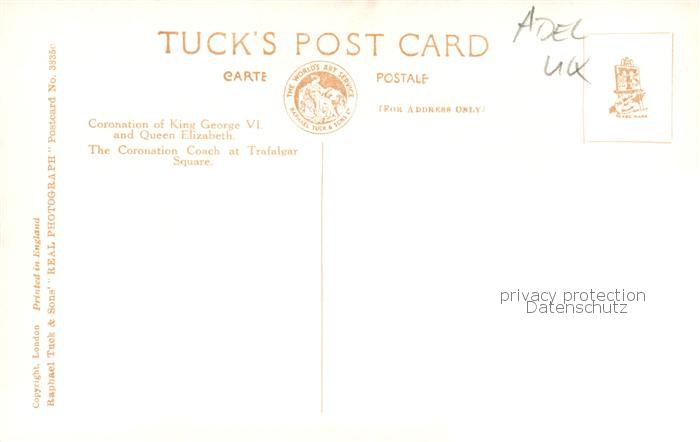 TUCK'S POST CARD
CARTE POSTALE
THE WORLD'S ART SERVICE
RAPHAEL TUCK & SONS LTD
(FOR ADDRESS ONLY)
ADEL
UK
TRADE MARK
Coronation of King George VI.
and Queen Elizabeth.
The Coronation Coach at Trafalgar
Square.
Copyright, London Printed in England
Raphael Tuck & Sons' "REAL PHOTOGRAPH" Postcard No.
privacy protection
Datenschutz